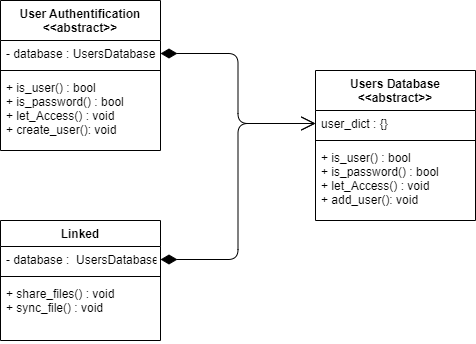 User Authentification
<<abstract>>
- database : UsersDatabase
+ is_user() : bool
+ is_password() : bool
+ let_Access() : void
+ create_user(): void
Users Database
<<abstract>>
user_dict : {}
+ is_user() : bool
+ is_password() : bool
+ let_Access() : void
+ add_user(): void
Linked
- database : UsersDatabase
+ share_files() : void
+ sync_file() : void